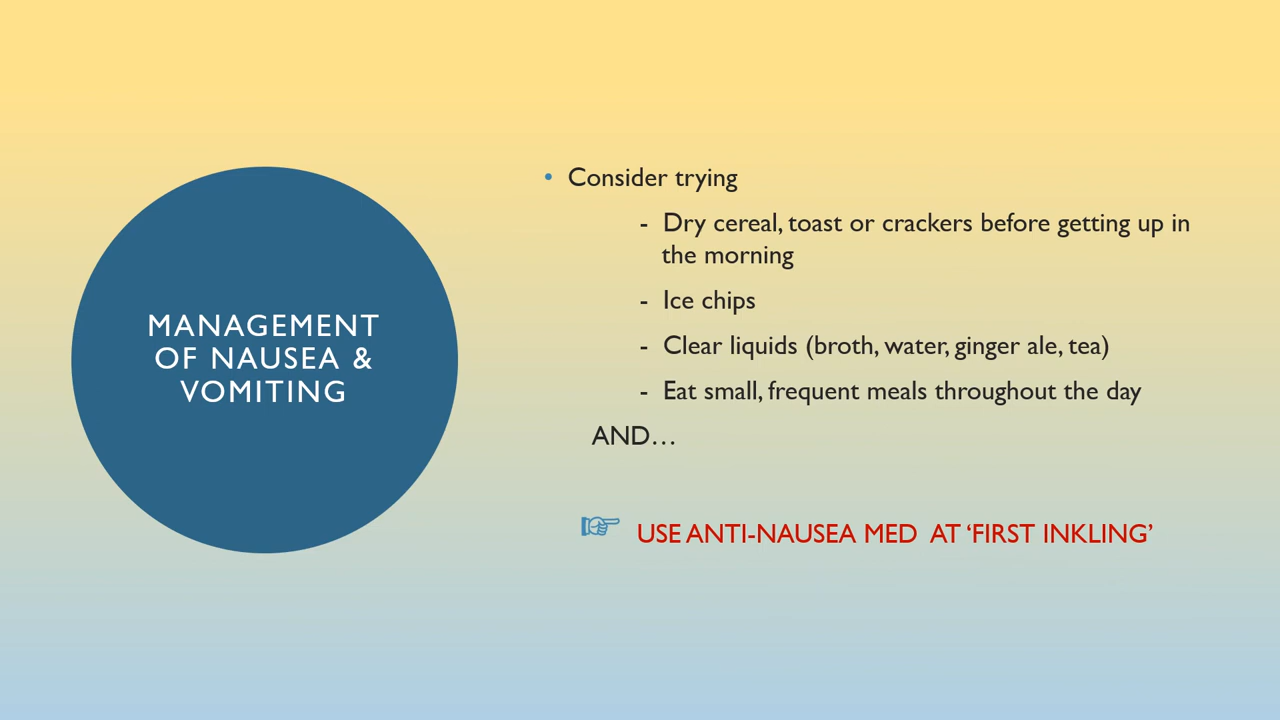 MANAGEMENT
OF NAUSEA &
VOMITING
• Consider trying
- Dry cereal, toast or crackers before getting up in
the morning
- Ice chips
- Clear liquids (broth, water, ginger ale, tea)
- Eat small, frequent meals throughout the day
AND…
☞ USE ANTI-NAUSEA MED AT ‘FIRST INKLING’